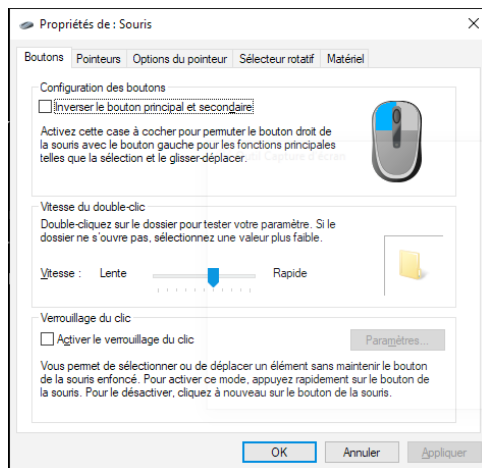 Propriétés de : Souris
Boutons Pointeurs Options du pointeur Sélecteur rotatif Matériel
Configuration des boutons
Inverser le bouton principal et secondaire
Activez cette case à cocher pour permuter le bouton droit de
la souris avec le bouton gauche pour les fonctions principales
telles que la sélection et le glisser-déplacer.
Capture d'écran
Vitesse du double-clic
Double-cliquez sur le dossier pour tester votre paramètre. Si le
dossier ne s'ouvre pas, sélectionnez une valeur plus faible.
Vitesse : Lente Rapide
Verrouillage du clic
Activer le verrouillage du clic Paramètres...
Vous permet de sélectionner ou de déplacer un élément sans maintenir le bouton
de la souris enfoncé. Pour activer ce mode, appuyez rapidement sur le bouton de
la souris. Pour le désactiver, cliquez à nouveau sur le bouton de la souris.
OK Annuler Appliquer